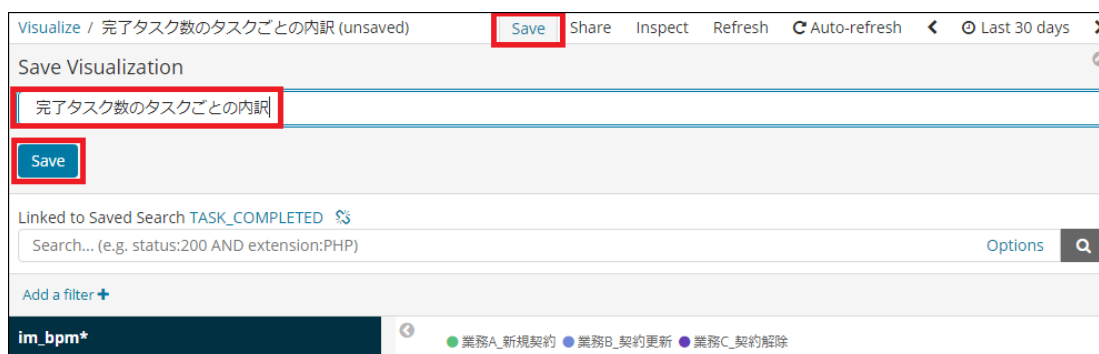 Visualize / 完了タスク数のタスクごとの内訳 (unsaved) Save Share Inspect Refresh Auto-refresh Last 30 days
Save Visualization
完了タスク数のタスクごとの内訳
Save
Linked to Saved Search TASK_COMPLETED
Search... (e.g. status:200 AND extension:PHP) Options
Add a filter +
im_bpm* 業務A_新規契約 業務B_契約更新 業務C_契約解除